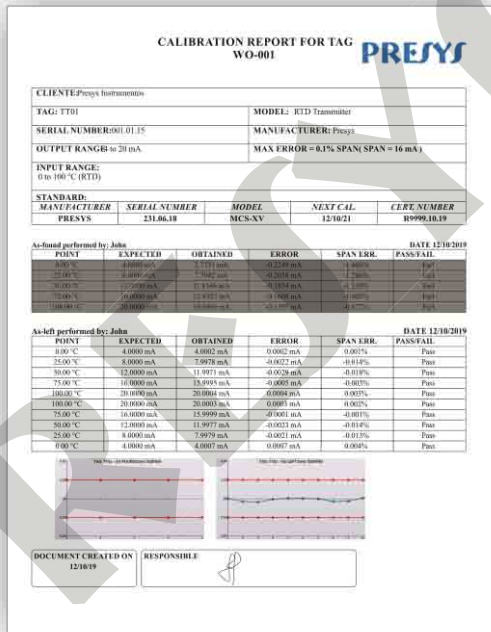 CALIBRATION REPORT FOR TAG
WO-001
PRESYS
CLIENTE:Presys Instrumentos
TAG: TT01 MODEL: RTD Transmitter
SERIAL NUMBER:001.01.15 MANUFACTURER: Presys
OUTPUT RANGE: to 20 mA MAX ERROR = 0.1% SPAN( SPAN = 16 mA )
INPUT RANGE:
0 to 100 °C (RTD)
STANDARD:
MANUFACTURER SERIAL NUMBER MODEL NEXT CAL. CERT. NUMBER
PRESYS 231.06.18 MCS-XV 12/10/21 R9999.10.19
As-found performed by: John DATE 12/10/2019
POINT EXPECTED OBTAINED ERROR SPAN ERR. PASS/FAIL
As-left performed by: John DATE 12/10/2019
POINT EXPECTED OBTAINED ERROR SPAN ERR. PASS/FAIL
0.00 °C 4.0000 mA 4.0002 mA 0.0002 mA 0.001% Pass
25.00 °C 8.0000 mA 7.9978 mA -0.0022 mA -0.014% Pass
50.00 °C 12.0000 mA 11.9971 mA -0.0029 mA -0.018% Pass
75.00 °C 16.0000 mA 15.9995 mA -0.0005 mA -0.003% Pass
100.00 °C 20.0000 mA 20.0004 mA 0.0004 mA 0.003% Pass
100.00 °C 20.0000 mA 20.0003 mA 0.0003 mA 0.002% Pass
75.00 °C 16.0000 mA 15.9999 mA -0.0001 mA -0.001% Pass
50.00 °C 12.0000 mA 11.9977 mA -0.0023 mA -0.014% Pass
25.00 °C 8.0000 mA 7.9979 mA -0.0021 mA -0.013% Pass
0.00 °C 4.0000 mA 4.0007 mA 0.0007 mA 0.004% Pass
DOCUMENT CREATED ON RESPONSIBLE
12/10/19